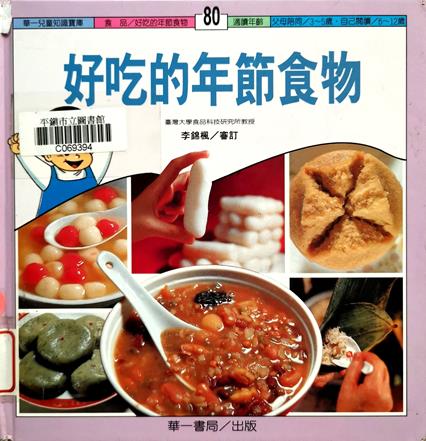 華一兒童知識寶庫 食 品／好吃的年節食物 80 適讀年齡 父母陪同／3～5歲・自己閱讀／6～12歲
好吃的年節食物
臺灣大學食品科技研究所教授
李錦楓／審訂
平鎮市立圖書館
C069394
華一書局／出版